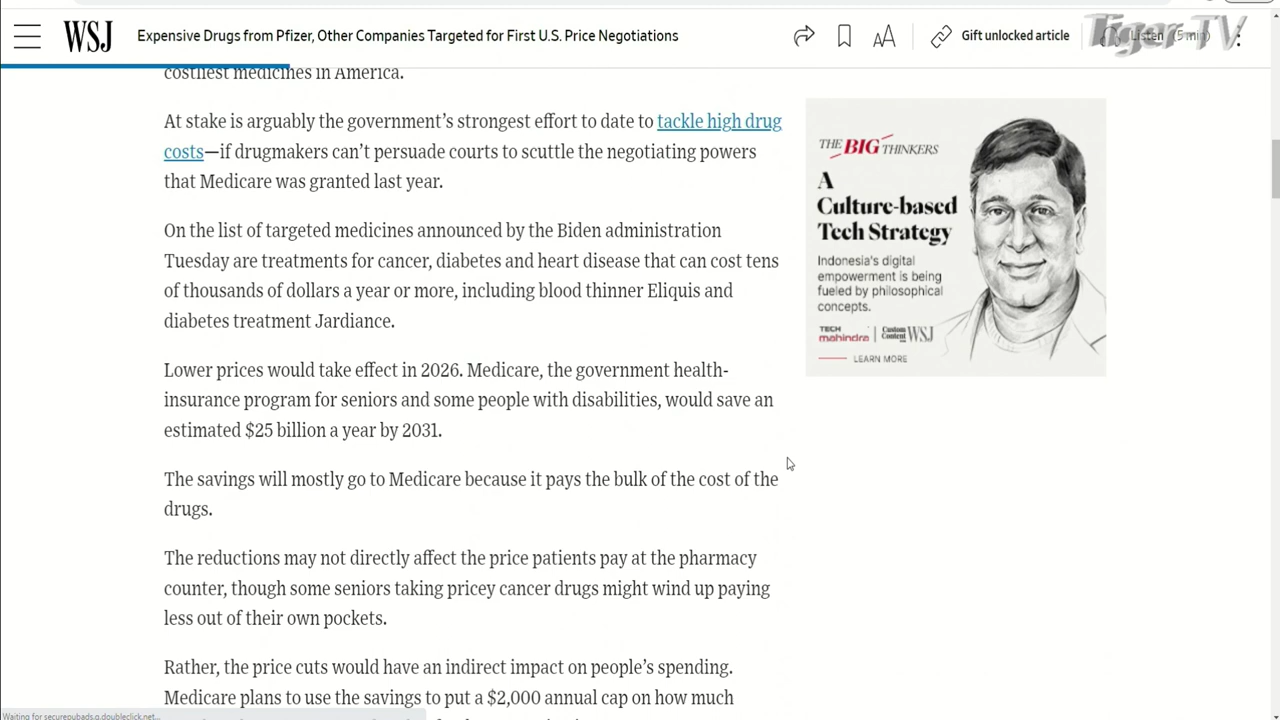 WSJ Expensive Drugs from Pfizer, Other Companies Targeted for First U.S. Price Negotiations AA Gift unlocked article Listen (5 min)
Tiger TV
costliest medicines in America.
At stake is arguably the government's strongest effort to date to tackle high drug
costs—if drugmakers can't persuade courts to scuttle the negotiating powers
that Medicare was granted last year.
On the list of targeted medicines announced by the Biden administration
Tuesday are treatments for cancer, diabetes and heart disease that can cost tens
of thousands of dollars a year or more, including blood thinner Eliquis and
diabetes treatment Jardiance.
Lower prices would take effect in 2026. Medicare, the government health-
insurance program for seniors and some people with disabilities, would save an
estimated $25 billion a year by 2031.
The savings will mostly go to Medicare because it pays the bulk of the cost of the
drugs.
The reductions may not directly affect the price patients pay at the pharmacy
counter, though some seniors taking pricey cancer drugs might wind up paying
less out of their own pockets.
Rather, the price cuts would have an indirect impact on people's spending.
Medicare plans to use the savings to put a $2,000 annual cap on how much
THE BIG THINKERS
A
Culture-based
Tech Strategy
Indonesia's digital
empowerment is being
fueled by philosophical
concepts.
TECH mahindra | Custom Content WSJ
LEARN MORE
Waiting for securepubads.g.doubleclick.net...